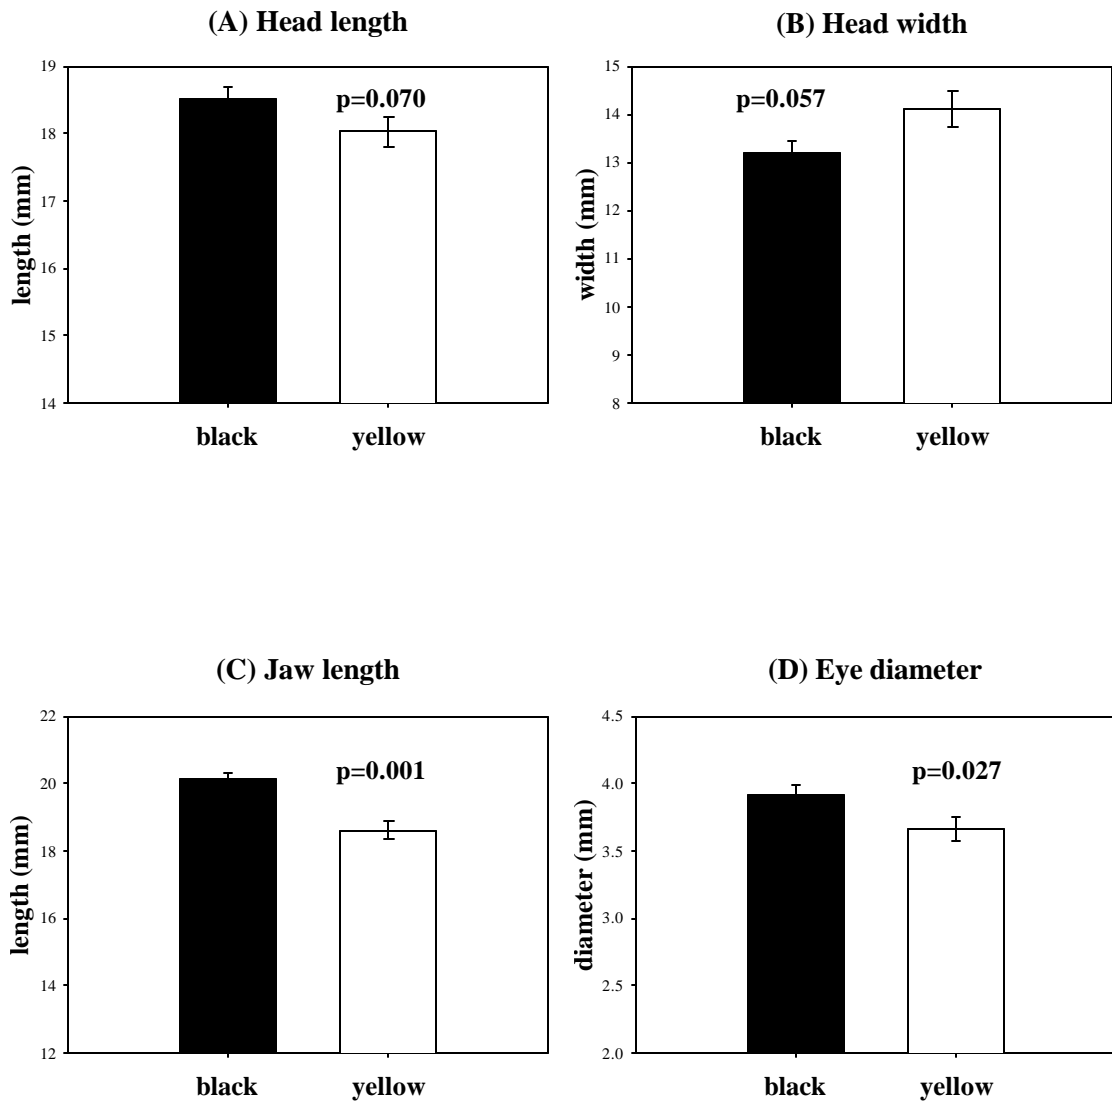 (A) Head length
(B) Head width
19
18
17
16
15
14
length (mm)
p=0.070
black
yellow
15
14
13
12
11
10
9
8
width (mm)
p=0.057
black
yellow
(C) Jaw length
(D) Eye diameter
22
20
18
16
14
12
length (mm)
p=0.001
black
yellow
4.5
4.0
3.5
3.0
2.5
2.0
diameter (mm)
p=0.027
black
yellow